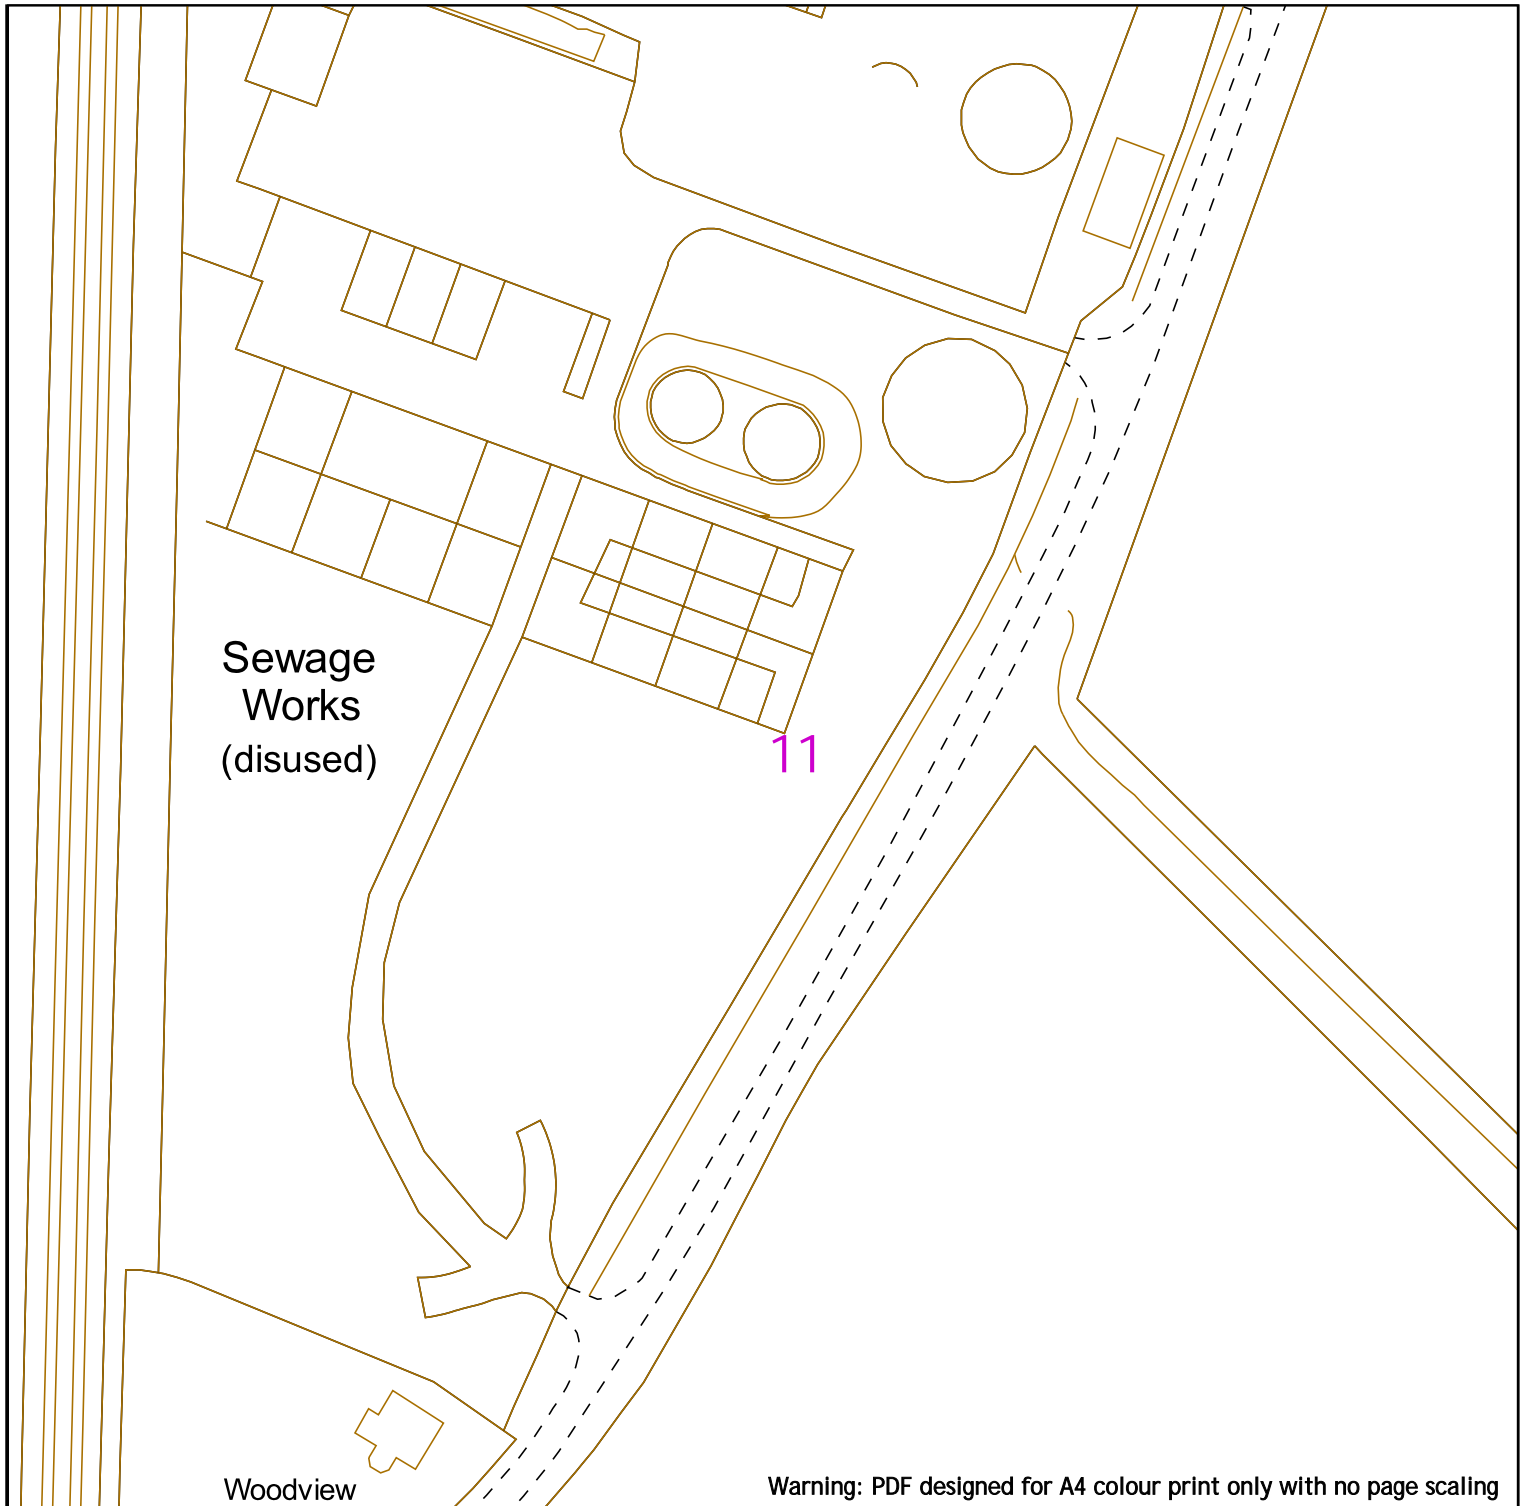 Sewage
Works
(disused)
11
Woodview
Warning: PDF designed for A4 colour print only with no page scaling